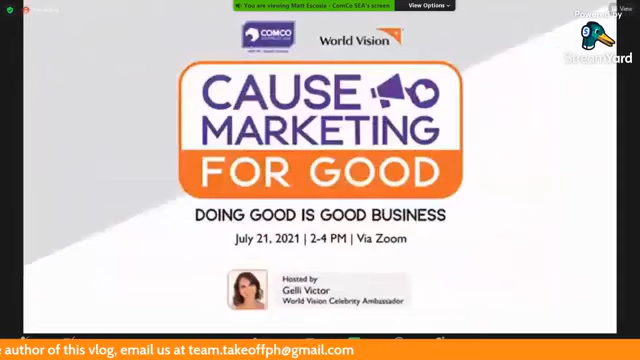 You are viewing Matt Escosia - ComCo SEA's screen
View Options
View
Powered by
StreamYard
COMCO
World Vision
CAUSE
MARKETING
FOR GOOD
DOING GOOD IS GOOD BUSINESS
July 21, 2021 | 2-4 PM | Via Zoom
Hosted by
Gelli Victor
World Vision Celebrity Ambassador
author of this vlog, email us at team.takeoffph@gmail.com